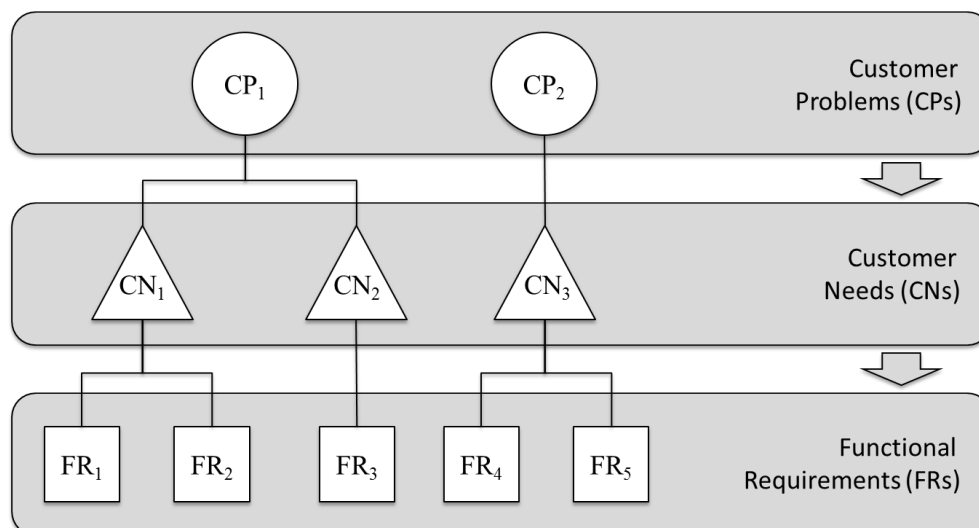 CP₁
CP₂
Customer
Problems (CPs)
CN₁
CN₂
CN₃
Customer
Needs (CNs)
FR₁
FR₂
FR₃
FR₄
FR₅
Functional
Requirements (FRs)